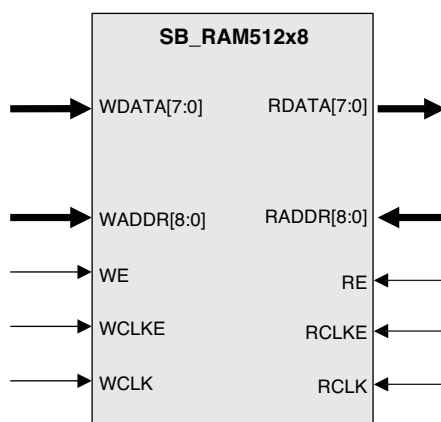 SB_RAM512x8
WDATA[7:0] RDATA[7:0]
WADDR[8:0] RADDR[8:0]
WE RE
WCLKE RCLKE
WCLK RCLK